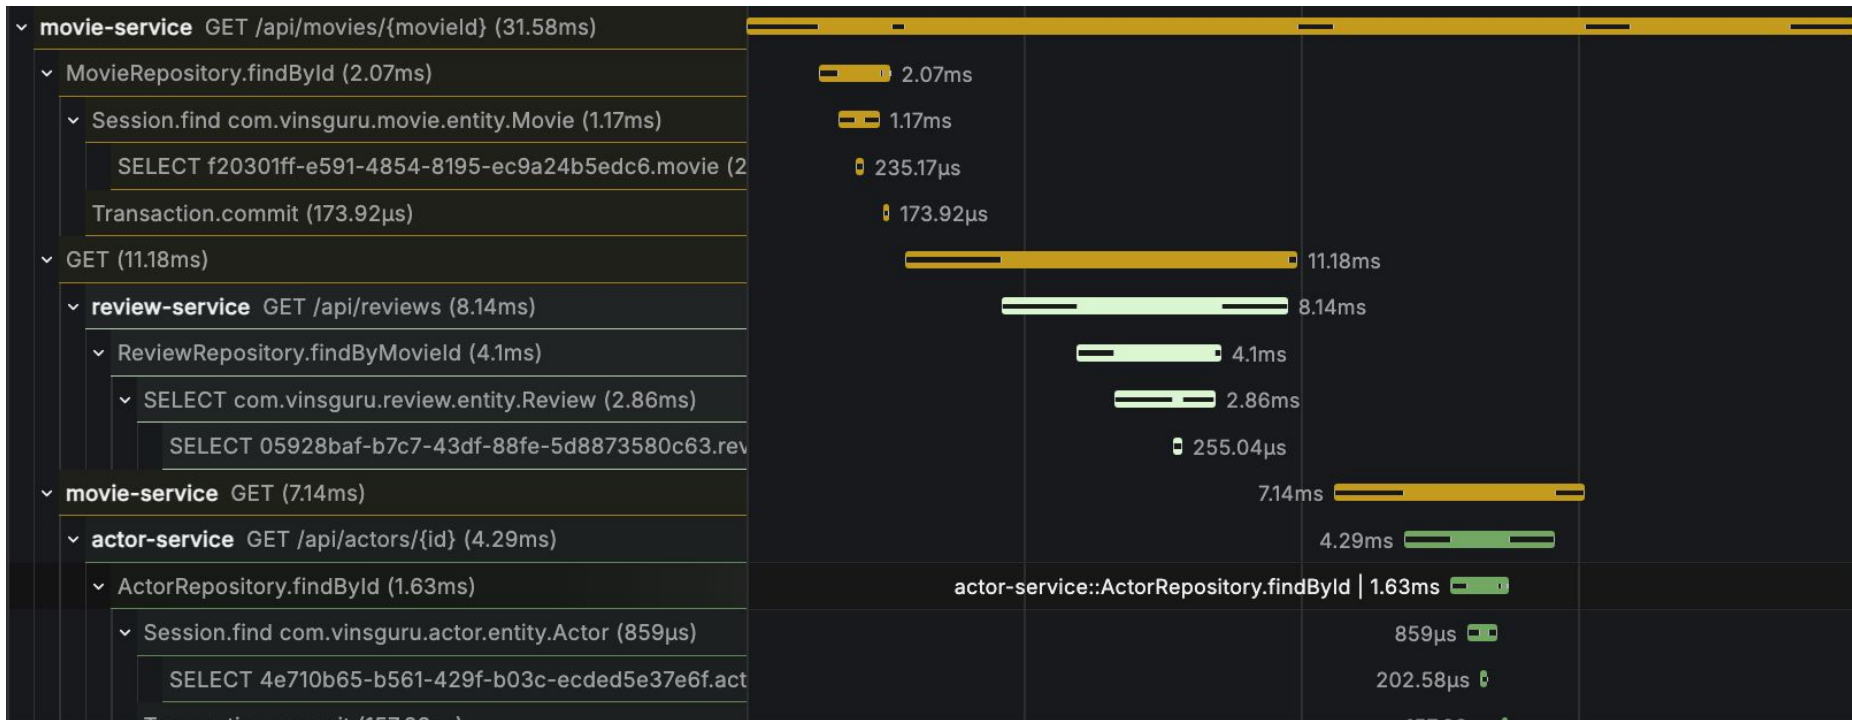 movie-service GET /api/movies/{movieId} (31.58ms)
MovieRepository.findById (2.07ms) 2.07ms
Session.find com.vinsguru.movie.entity.Movie (1.17ms) 1.17ms
SELECT f20301ff-e591-4854-8195-ec9a24b5edc6.movie (2 235.17µs
Transaction.commit (173.92µs) 173.92µs
GET (11.18ms) 11.18ms
review-service GET /api/reviews (8.14ms) 8.14ms
ReviewRepository.findByMovieId (4.1ms) 4.1ms
SELECT com.vinsguru.review.entity.Review (2.86ms) 2.86ms
SELECT 05928baf-b7c7-43df-88fe-5d8873580c63.rev 255.04µs
movie-service GET (7.14ms) 7.14ms
actor-service GET /api/actors/{id} (4.29ms) 4.29ms
ActorRepository.findById (1.63ms) actor-service::ActorRepository.findById | 1.63ms
Session.find com.vinsguru.actor.entity.Actor (859µs) 859µs
SELECT 4e710b65-b561-429f-b03c-ecded5e37e6f.act 202.58µs